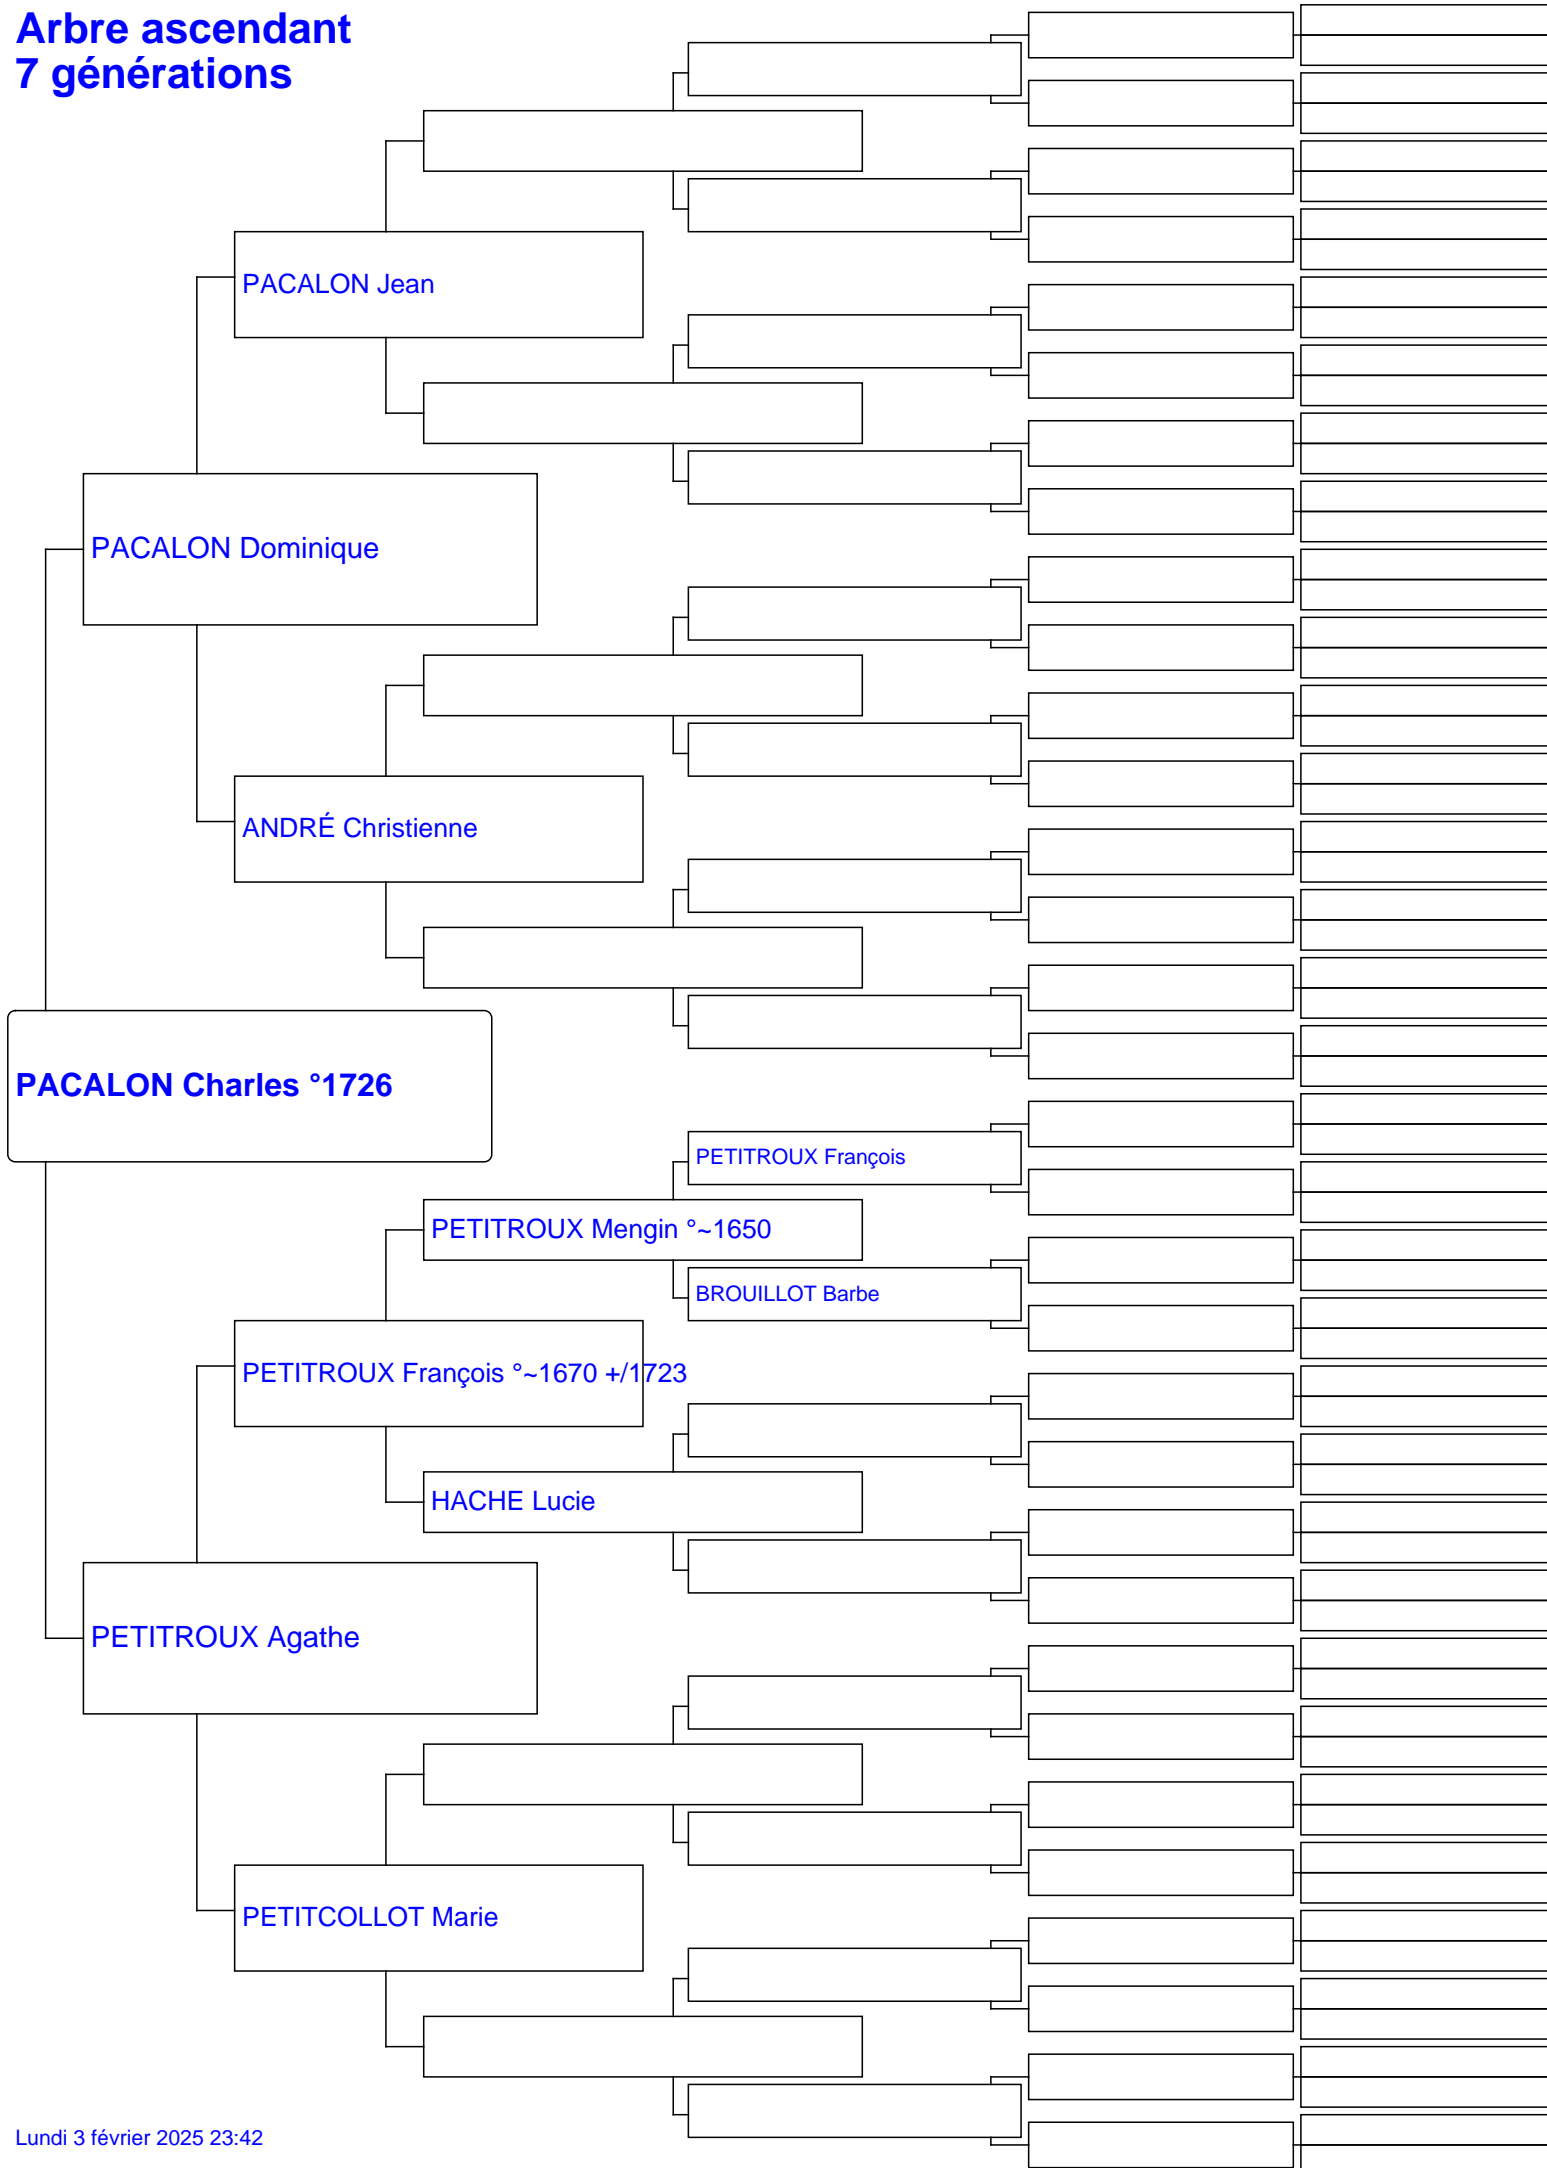 Arbre ascendant
7 générations
PACALON Jean
PACALON Dominique
ANDRÉ Christienne
PACALON Charles °1726
PETITROUX François
PETITROUX Mengin °~1650
BROUILLOT Barbe
PETITROUX François °~1670 +/1723
HACHE Lucie
PETITROUX Agathe
PETITCOLLOT Marie
Lundi 3 février 2025 23:42